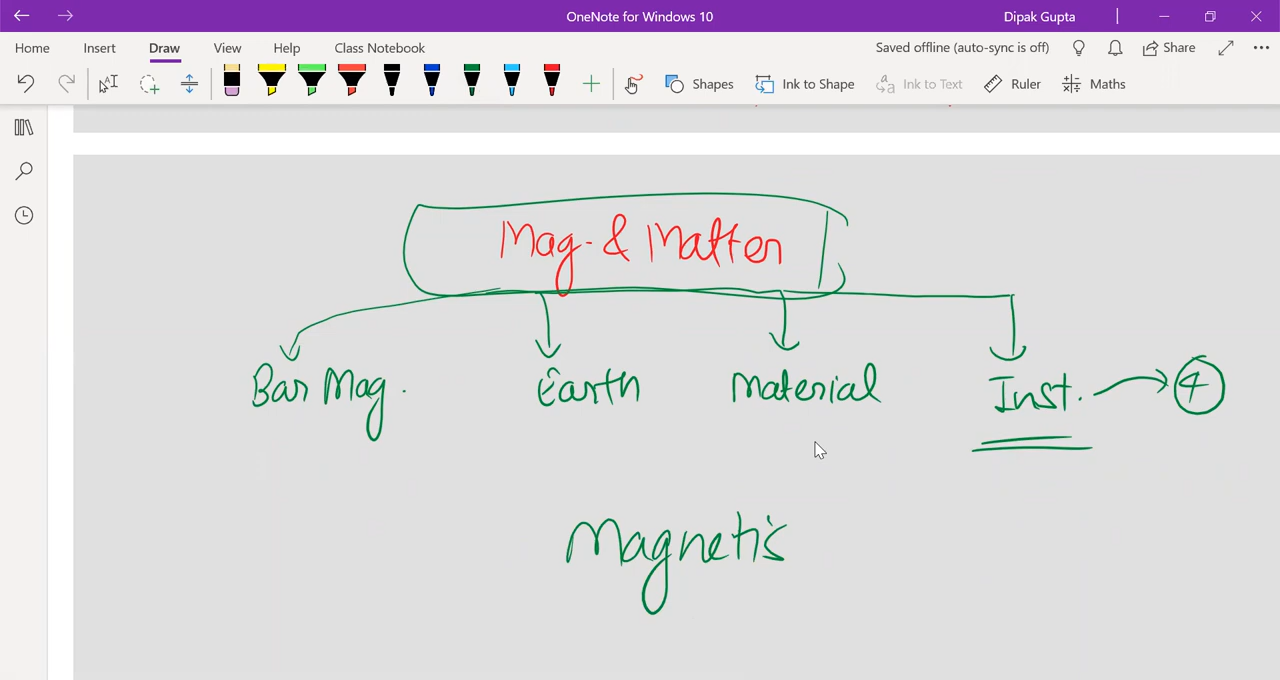 OneNote for Windows 10
Dipak Gupta
Home Insert Draw View Help Class Notebook
Saved offline (auto-sync is off) Share
Shapes Ink to Shape Ink to Text Ruler Maths
Mag. & Matter
Bar Mag. Earth Material Inst. 4
Magnetis